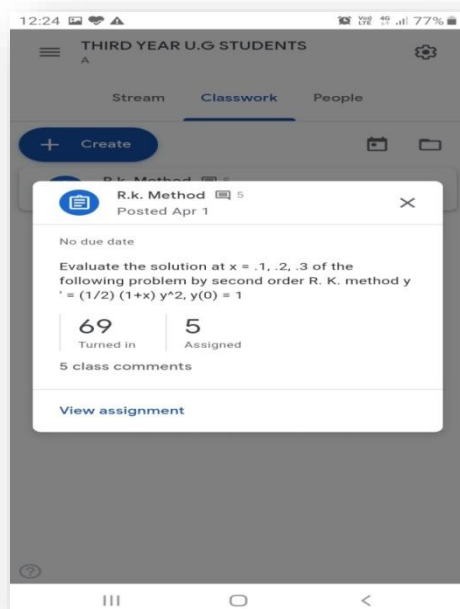 12:24 77%
THIRD YEAR U.G STUDENTS
A
Stream Classwork People
+ Create
R.k. Method 5
R.k. Method 5
Posted Apr 1
No due date
Evaluate the solution at x = .1, .2, .3 of the
following problem by second order R. K. method y
' = (1/2) (1+x) y^2, y(0) = 1
69 5
Turned in Assigned
5 class comments
View assignment